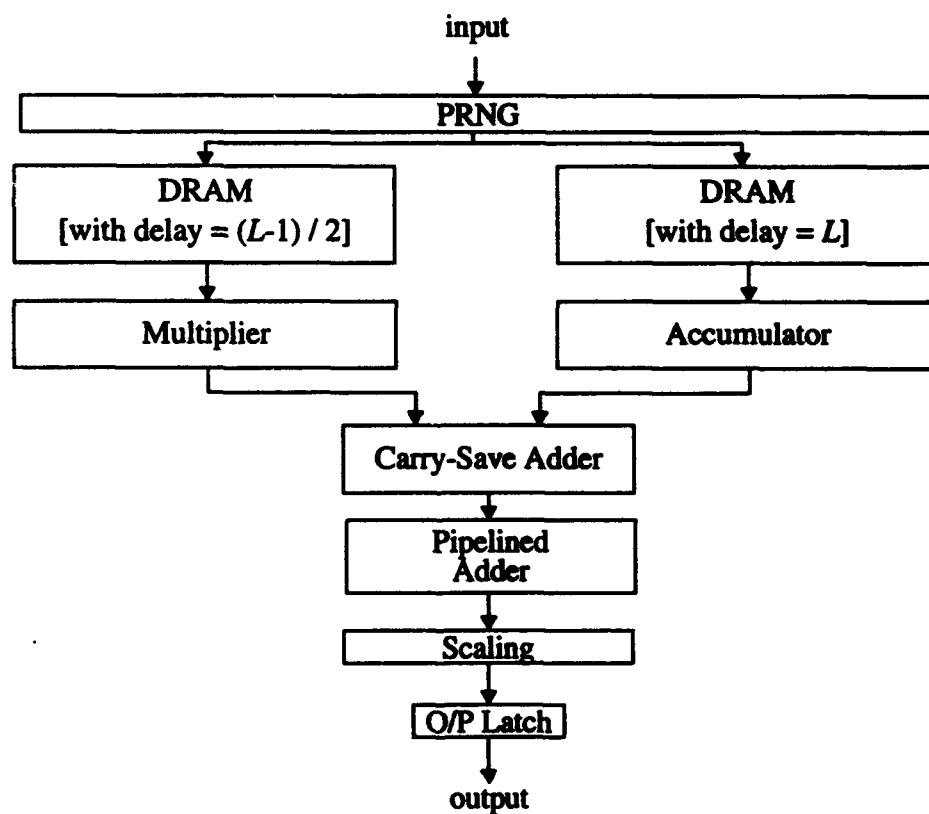 input
PRNG
DRAM
[with delay = (L-1) / 2]
DRAM
[with delay = L]
Multiplier
Accumulator
Carry-Save Adder
Pipelined
Adder
Scaling
O/P Latch
output